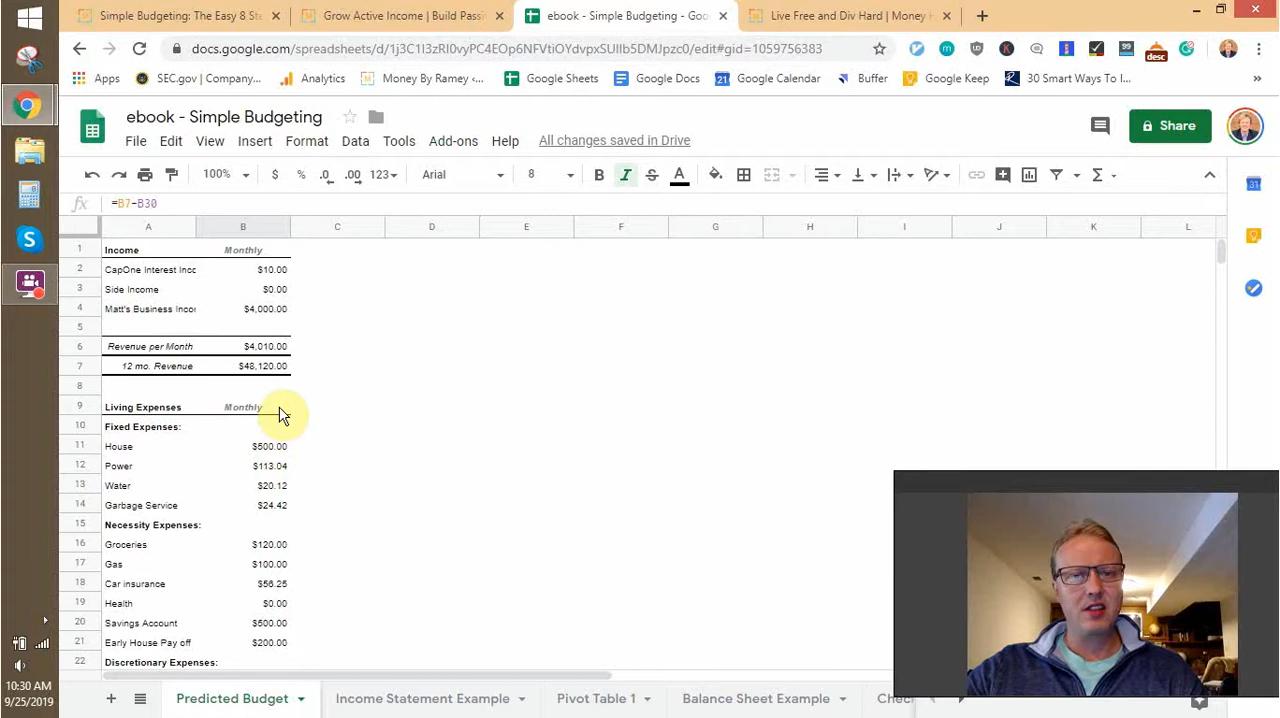 Simple Budgeting: The Easy 8 Ste
Grow Active Income | Build Passi
ebook - Simple Budgeting - Goo
Live Free and Div Hard | Money H
docs.google.com/spreadsheets/d/1j3C1I3zRI0vyPC4EOp6NFVtiOYdvpxSUIIb5DMJpzc0/edit#gid=1059756383
Apps
SEC.gov | Company...
Analytics
Money By Ramey <...
Google Sheets
Google Docs
Google Calendar
Buffer
Google Keep
30 Smart Ways To I...
»
ebook - Simple Budgeting
Share
File Edit View Insert Format Data Tools Add-ons Help All changes saved in Drive
100% $ % .0 .00 123 Arial 8 B I S A
fx =B7-B30
A B C D E F G H I J K L
1 Income Monthly
2 CapOne Interest Inco $10.00
3 Side Income $0.00
4 Matt's Business Incor $4,000.00
5
6 Revenue per Month $4,010.00
7 12 mo. Revenue $48,120.00
8
9 Living Expenses Monthly
10 Fixed Expenses:
11 House $500.00
12 Power $113.04
13 Water $20.12
14 Garbage Service $24.42
15 Necessity Expenses:
16 Groceries $120.00
17 Gas $100.00
18 Car insurance $56.25
19 Health $0.00
20 Savings Account $500.00
21 Early House Pay off $200.00
22 Discretionary Expenses:
Predicted Budget Income Statement Example Pivot Table 1 Balance Sheet Example Chec
10:30 AM
9/25/2019
desc
99
31